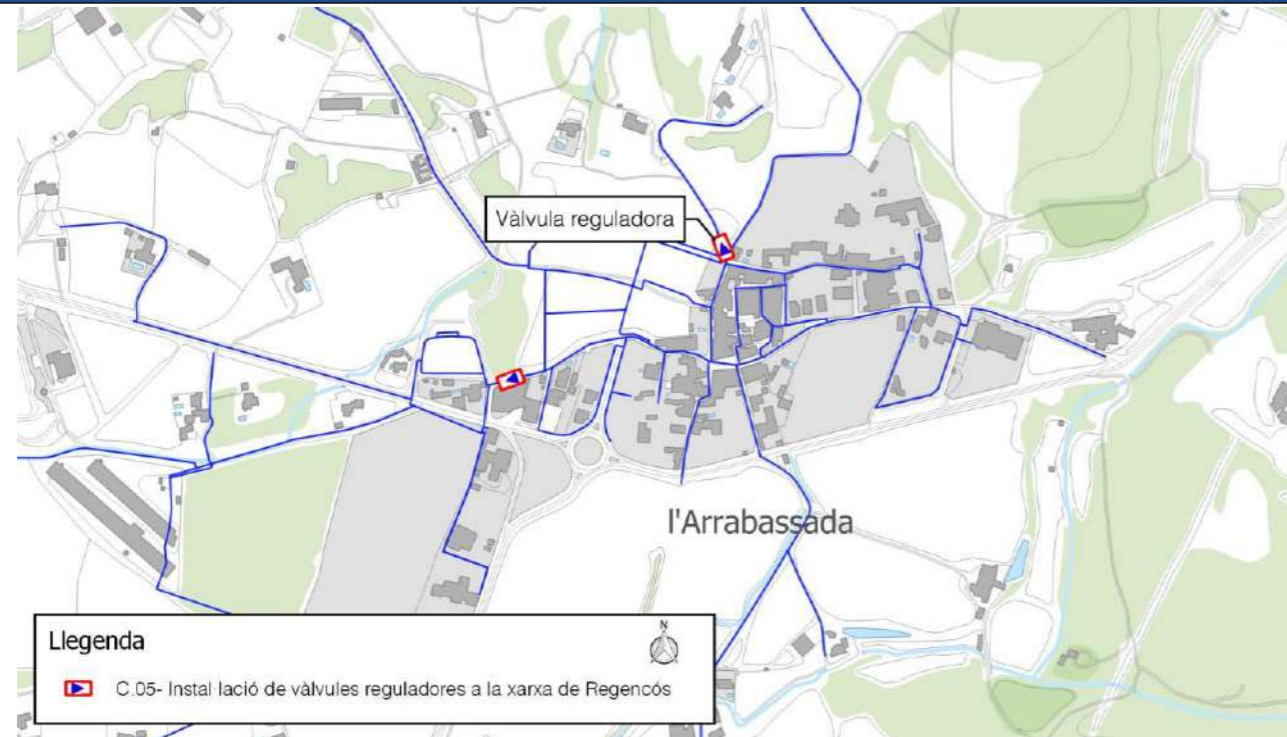 Vàlvula reguladora
l'Arrabassada
Llegenda
N
C.05- Instal·lació de vàlvules reguladores a la xarxa de Regencós